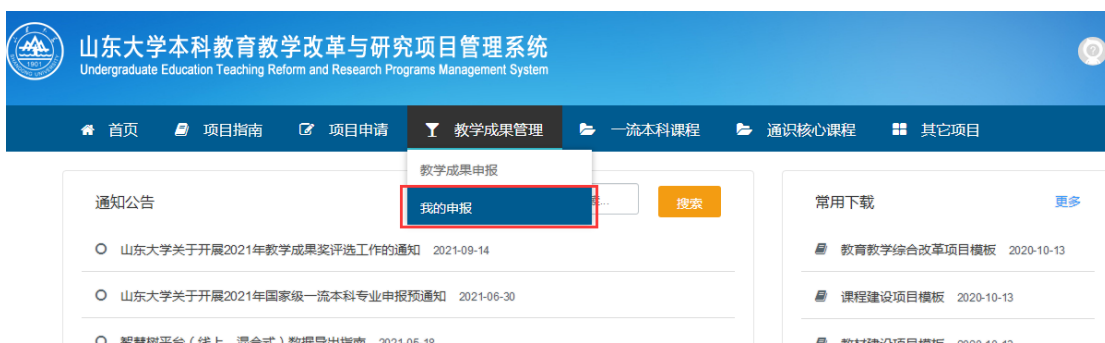 山东大学本科教育教学改革与研究项目管理系统
Undergraduate Education Teaching Reform and Research Programs Management System
首页 项目指南 项目申请 教学成果管理 一流本科课程 通识核心课程 其它项目
教学成果申报
我的申报
通知公告
搜索
山东大学关于开展2021年教学成果奖评选工作的通知 2021-09-14
山东大学关于开展2021年国家级一流本科专业申报预通知 2021-06-30
常用下载 更多
教育教学综合改革项目模板 2020-10-13
课程建设项目模板 2020-10-13